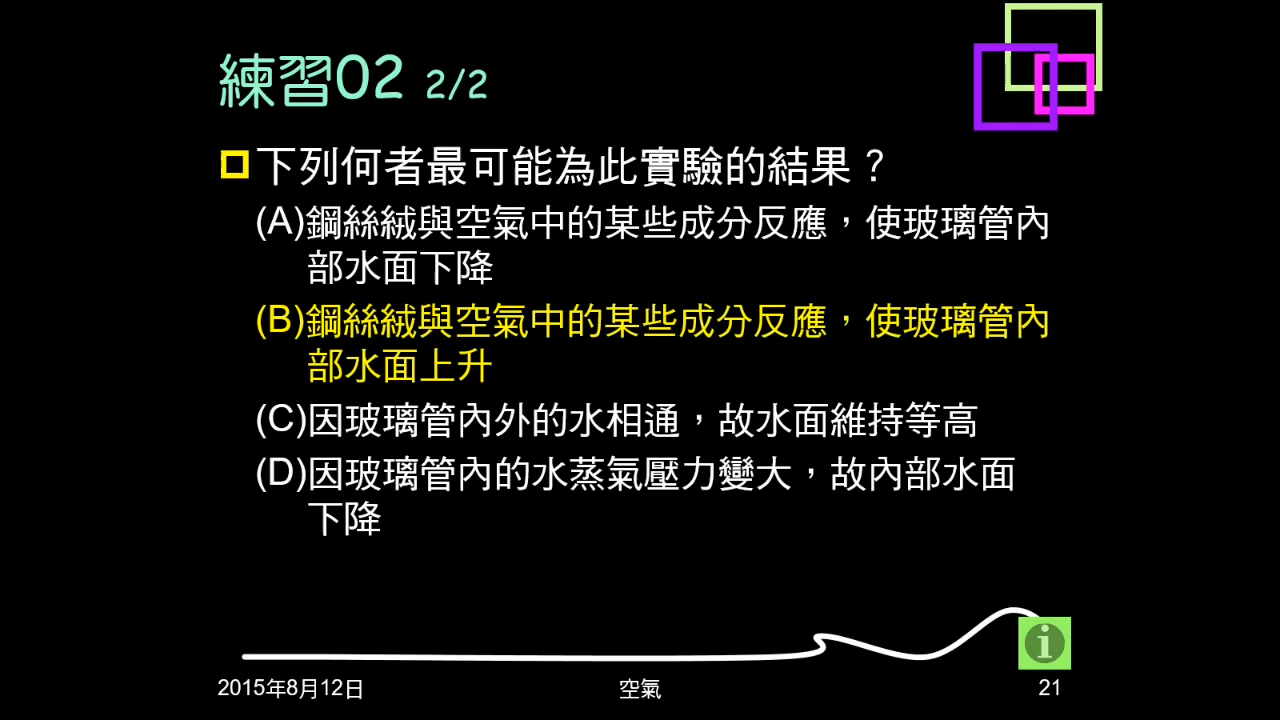 練習02 2/2
下列何者最可能為此實驗的結果？
(A)鋼絲絨與空氣中的某些成分反應，使玻璃管內
部水面下降
(B)鋼絲絨與空氣中的某些成分反應，使玻璃管內
部水面上升
(C)因玻璃管內外的水相通，故水面維持等高
(D)因玻璃管內的水蒸氣壓力變大，故內部水面
下降
2015年8月12日
空氣
21